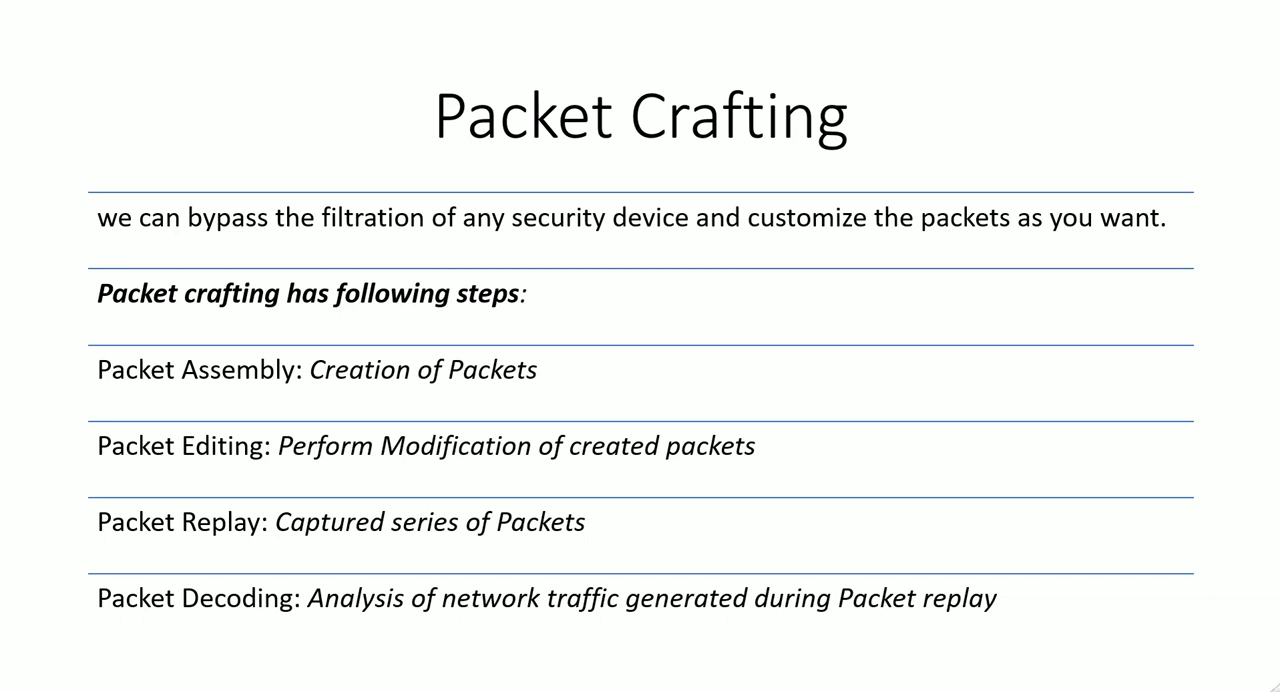 Packet Crafting
we can bypass the filtration of any security device and customize the packets as you want.
Packet crafting has following steps:
Packet Assembly: Creation of Packets
Packet Editing: Perform Modification of created packets
Packet Replay: Captured series of Packets
Packet Decoding: Analysis of network traffic generated during Packet replay